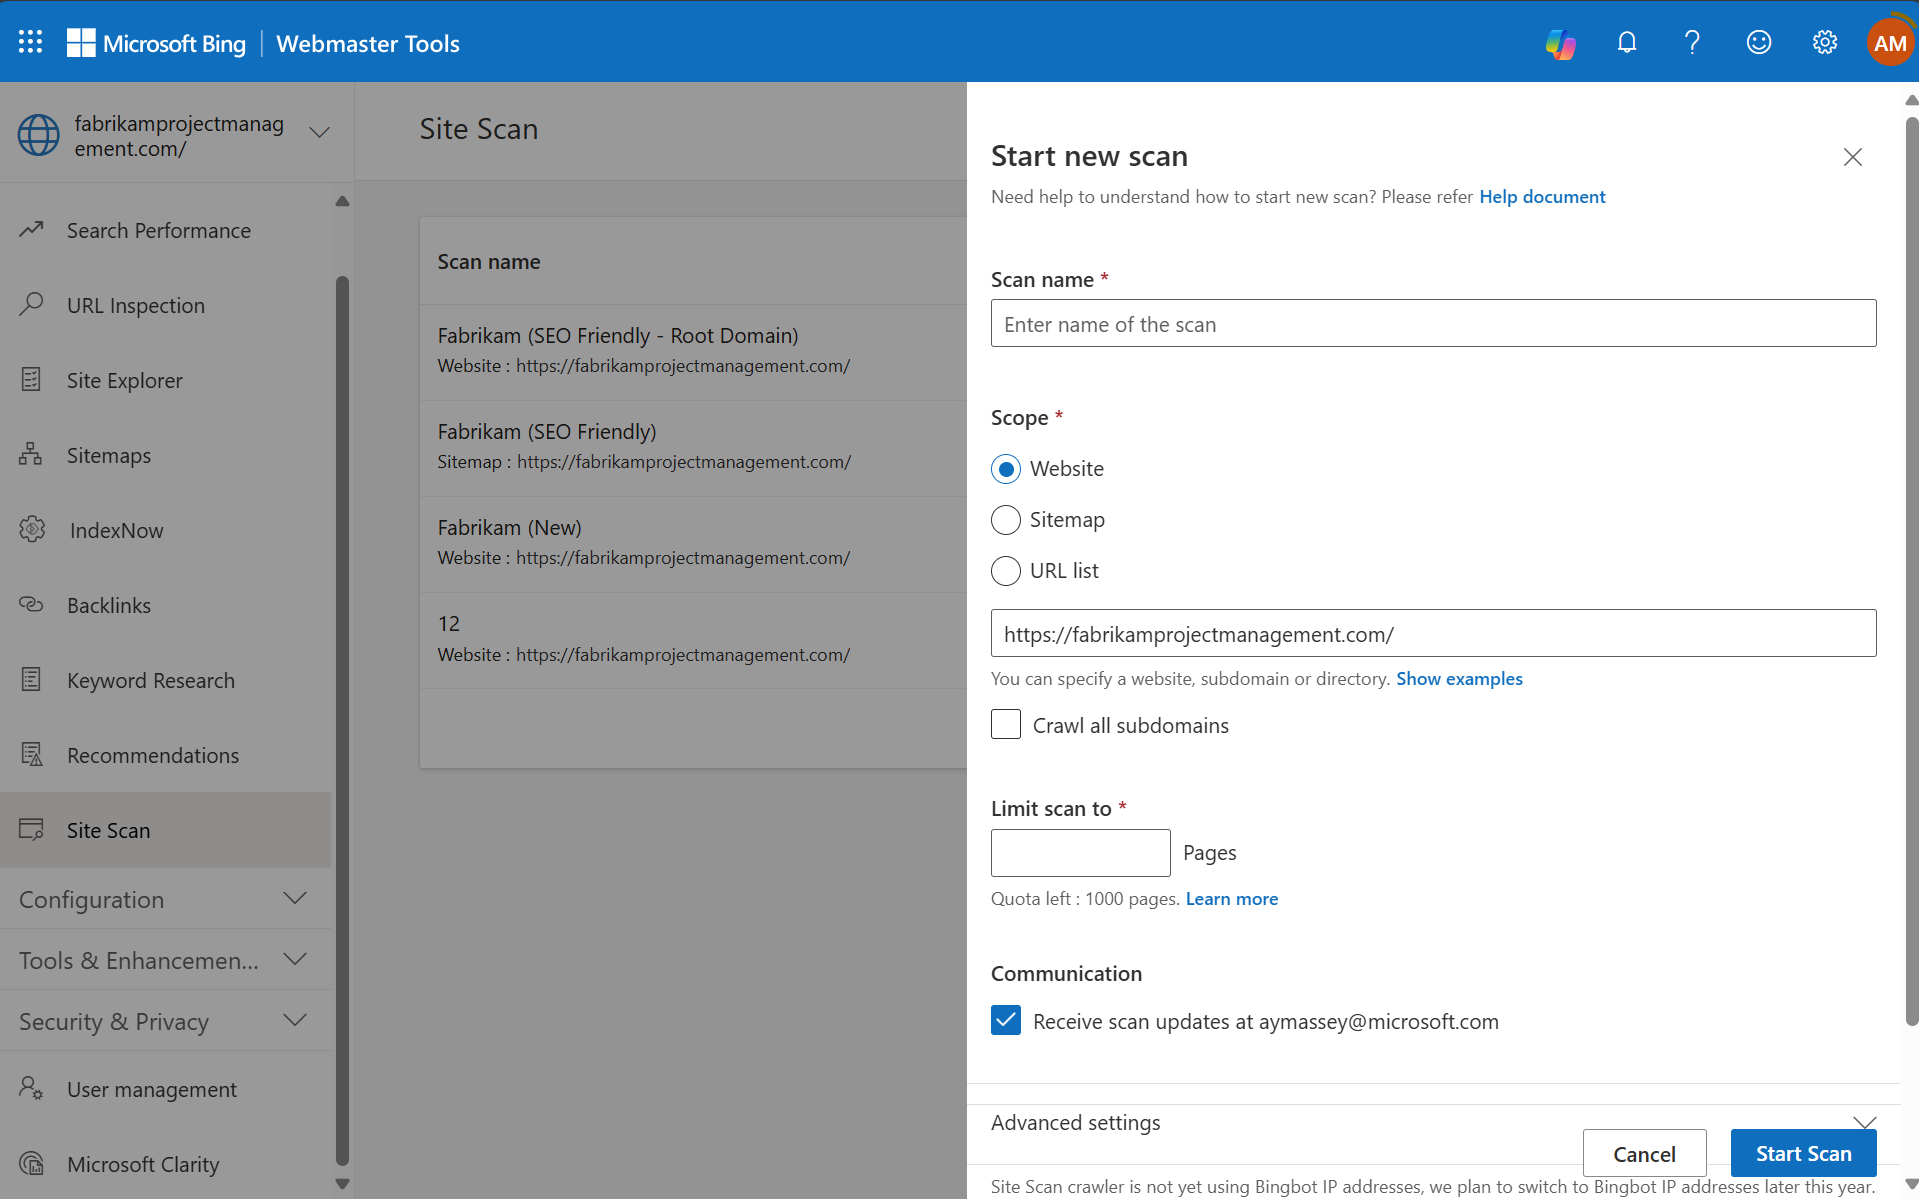 Microsoft Bing | Webmaster Tools
AM
fabrikamprojectmanag
ement.com/
Search Performance
URL Inspection
Site Explorer
Sitemaps
IndexNow
Backlinks
Keyword Research
Recommendations
Site Scan
Configuration
Tools & Enhancemen...
Security & Privacy
User management
Microsoft Clarity
Site Scan
Scan name
Fabrikam (SEO Friendly - Root Domain)
Website : https://fabrikamprojectmanagement.com/
Fabrikam (SEO Friendly)
Sitemap : https://fabrikamprojectmanagement.com/
Fabrikam (New)
Website : https://fabrikamprojectmanagement.com/
12
Website : https://fabrikamprojectmanagement.com/
Start new scan
Need help to understand how to start new scan? Please refer Help document
Scan name *
Enter name of the scan
Scope *
Website
Sitemap
URL list
https://fabrikamprojectmanagement.com/
You can specify a website, subdomain or directory. Show examples
Crawl all subdomains
Limit scan to *
Pages
Quota left : 1000 pages. Learn more
Communication
Receive scan updates at aymassey@microsoft.com
Advanced settings
Cancel
Start Scan
Site Scan crawler is not yet using Bingbot IP addresses, we plan to switch to Bingbot IP addresses later this year.